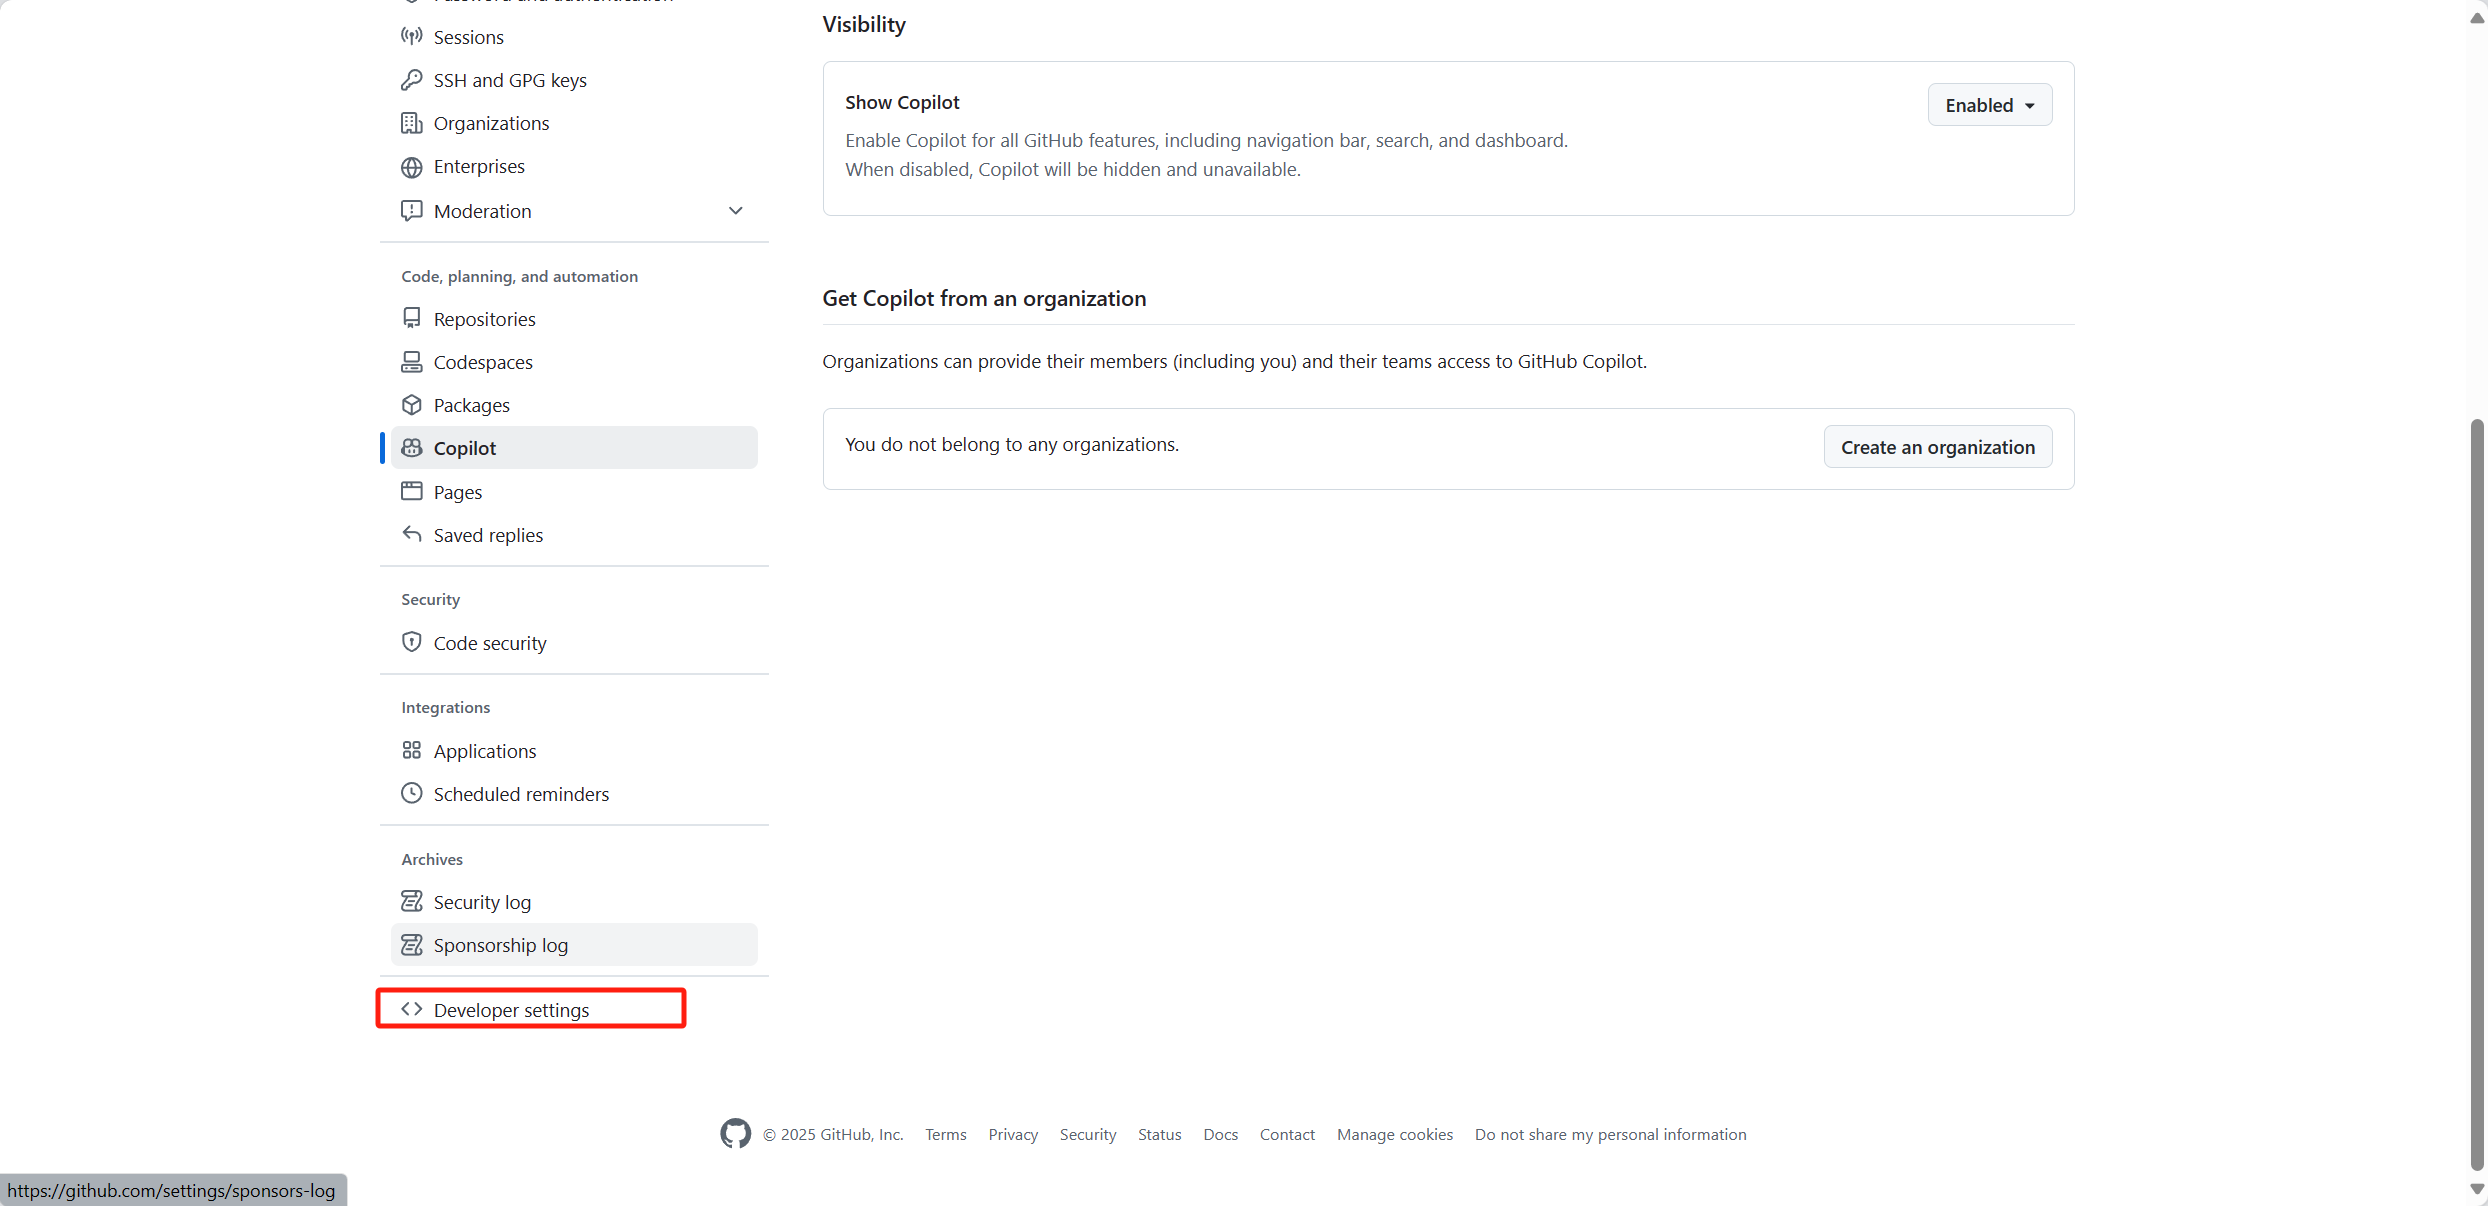 Sessions
SSH and GPG keys
Organizations
Enterprises
Moderation
Code, planning, and automation
Repositories
Codespaces
Packages
Copilot
Pages
Saved replies
Security
Code security
Integrations
Applications
Scheduled reminders
Archives
Security log
Sponsorship log
Developer settings
Visibility
Show Copilot
Enabled
Enable Copilot for all GitHub features, including navigation bar, search, and dashboard.
When disabled, Copilot will be hidden and unavailable.
Get Copilot from an organization
Organizations can provide their members (including you) and their teams access to GitHub Copilot.
You do not belong to any organizations.
Create an organization
© 2025 GitHub, Inc. Terms Privacy Security Status Docs Contact Manage cookies Do not share my personal information
https://github.com/settings/sponsors-log